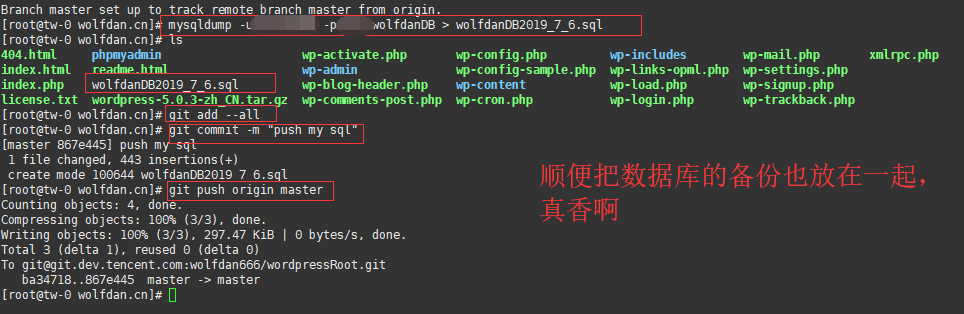 Branch master set up to track remote branch master from origin.
[root@tw-0 wolfdan.cn]# mysqldump -u -p wolfdanDB > wolfdanDB2019_7_6.sql
[root@tw-0 wolfdan.cn]# ls
404.html phpmyadmin wp-activate.php wp-config.php wp-includes wp-mail.php xmlrpc.php
index.html readme.html wp-admin wp-config-sample.php wp-links-opml.php wp-settings.php
index.php wolfdanDB2019_7_6.sql wp-blog-header.php wp-content wp-load.php wp-signup.php
license.txt wordpress-5.0.3-zh_CN.tar.gz wp-comments-post.php wp-cron.php wp-login.php wp-trackback.php
[root@tw-0 wolfdan.cn]# git add --all
[root@tw-0 wolfdan.cn]# git commit -m "push my sql"
[master 867e445] push my sql
1 file changed, 443 insertions(+)
create mode 100644 wolfdanDB2019_7_6.sql
[root@tw-0 wolfdan.cn]# git push origin master
Counting objects: 4, done.
Compressing objects: 100% (3/3), done.
Writing objects: 100% (3/3), 297.47 KiB | 0 bytes/s, done.
Total 3 (delta 1), reused 0 (delta 0)
To git@git.dev.tencent.com:wolfdan666/wordpressRoot.git
ba34718..867e445 master -> master
[root@tw-0 wolfdan.cn]#
顺便把数据库的备份也放在一起，
真香啊